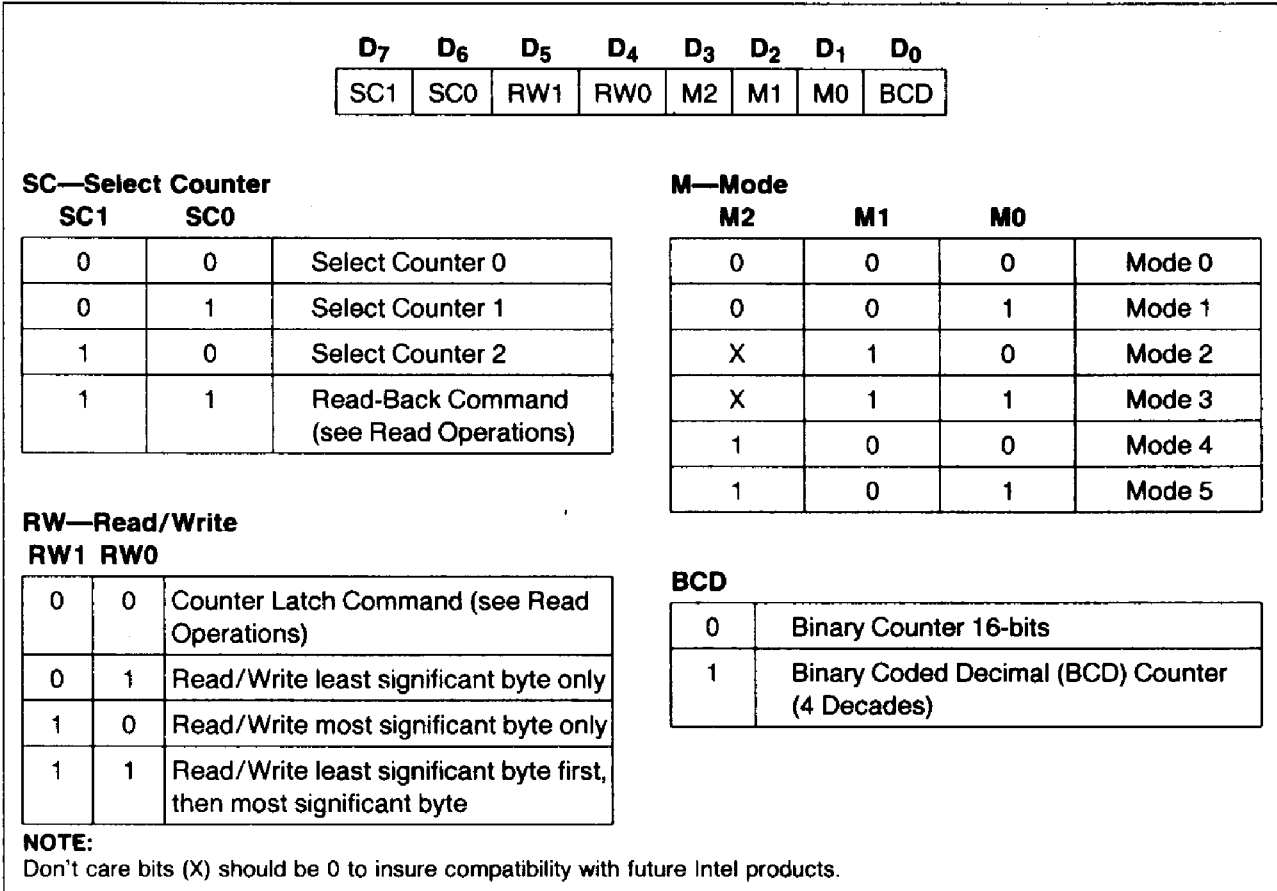 D7 D6 D5 D4 D3 D2 D1 D0
SC1 SC0 RW1 RW0 M2 M1 M0 BCD
SC—Select Counter
SC1 SC0
0 0 Select Counter 0
0 1 Select Counter 1
1 0 Select Counter 2
1 1 Read-Back Command
(see Read Operations)
RW—Read/Write
RW1 RW0
0 0 Counter Latch Command (see Read
Operations)
0 1 Read/Write least significant byte only
1 0 Read/Write most significant byte only
1 1 Read/Write least significant byte first,
then most significant byte
M—Mode
M2 M1 M0
0 0 0 Mode 0
0 0 1 Mode 1
X 1 0 Mode 2
X 1 1 Mode 3
1 0 0 Mode 4
1 0 1 Mode 5
BCD
0 Binary Counter 16-bits
1 Binary Coded Decimal (BCD) Counter
(4 Decades)
NOTE:
Don't care bits (X) should be 0 to insure compatibility with future Intel products.